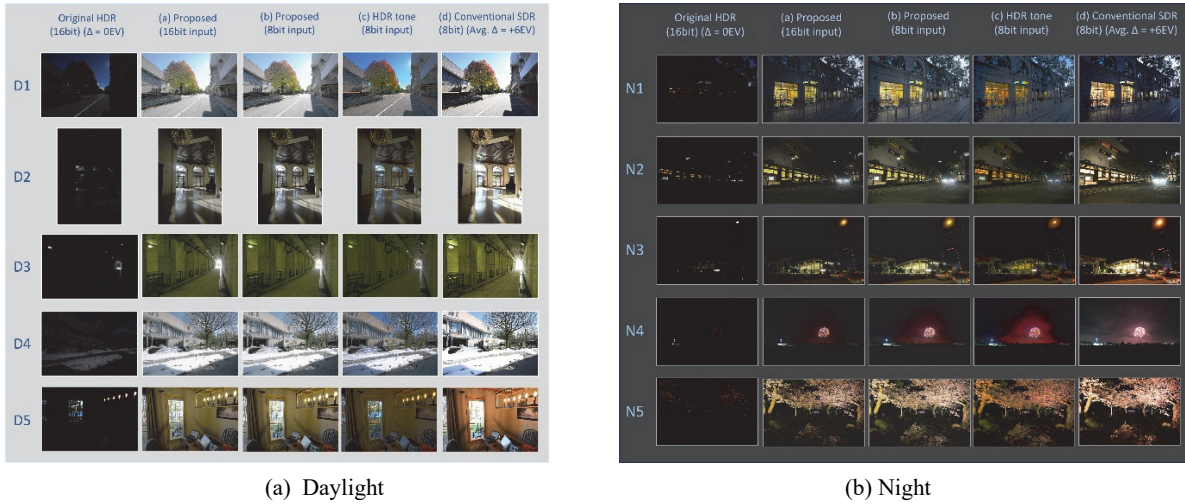 Original HDR (a) Proposed (b) Proposed (c) HDR tone (d) Conventional SDR
(16bit) (Δ = 0EV) (16bit input) (8bit input) (8bit input) (8bit) (Avg. Δ = +6EV)
D1
D2
D3
D4
D5
(a) Daylight
Original HDR (a) Proposed (b) Proposed (c) HDR tone (d) Conventional SDR
(16bit) (Δ = 0EV) (16bit input) (8bit input) (8bit input) (8bit) (Avg. Δ = +6EV)
N1
N2
N3
N4
N5
(b) Night